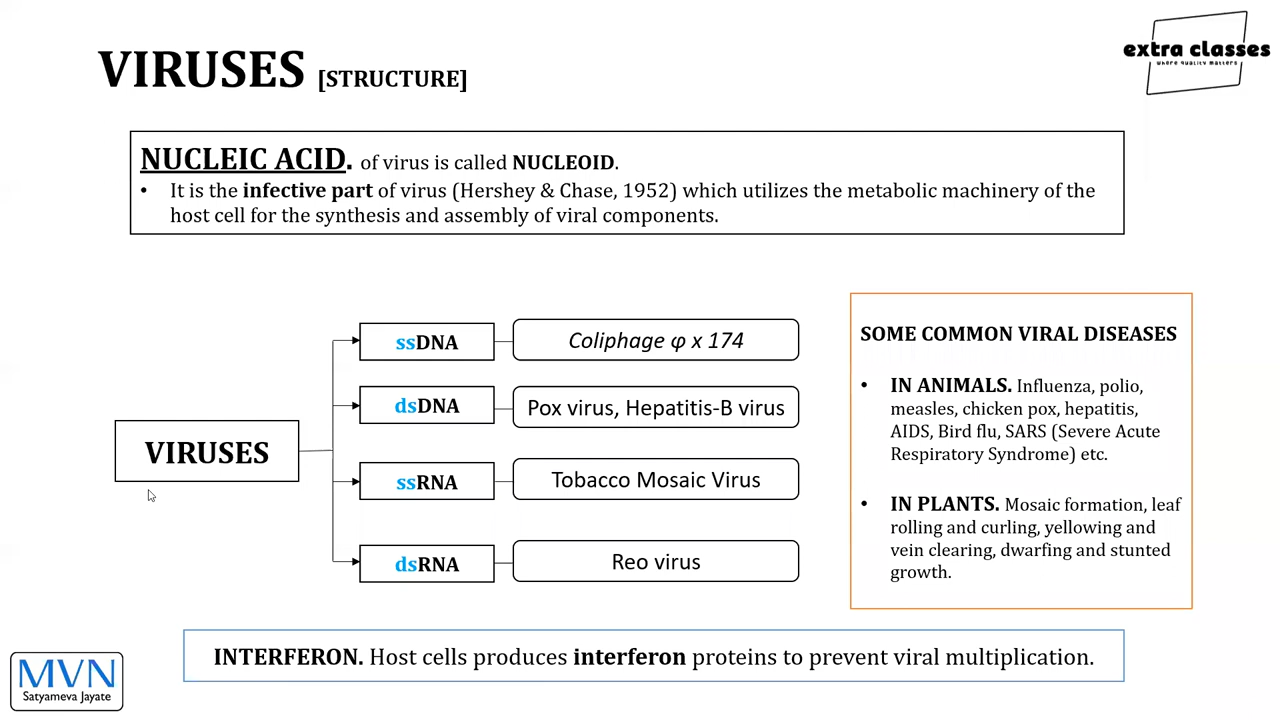 VIRUSES [STRUCTURE]
extra classes
where quality matters
NUCLEIC ACID. of virus is called NUCLEOID.
• It is the infective part of virus (Hershey & Chase, 1952) which utilizes the metabolic machinery of the
host cell for the synthesis and assembly of viral components.
VIRUSES
ssDNA
Coliphage φ x 174
dsDNA
Pox virus, Hepatitis-B virus
ssRNA
Tobacco Mosaic Virus
dsRNA
Reo virus
SOME COMMON VIRAL DISEASES
• IN ANIMALS. Influenza, polio,
measles, chicken pox, hepatitis,
AIDS, Bird flu, SARS (Severe Acute
Respiratory Syndrome) etc.
• IN PLANTS. Mosaic formation, leaf
rolling and curling, yellowing and
vein clearing, dwarfing and stunted
growth.
INTERFERON. Host cells produces interferon proteins to prevent viral multiplication.
MVN
Satyameva Jayate